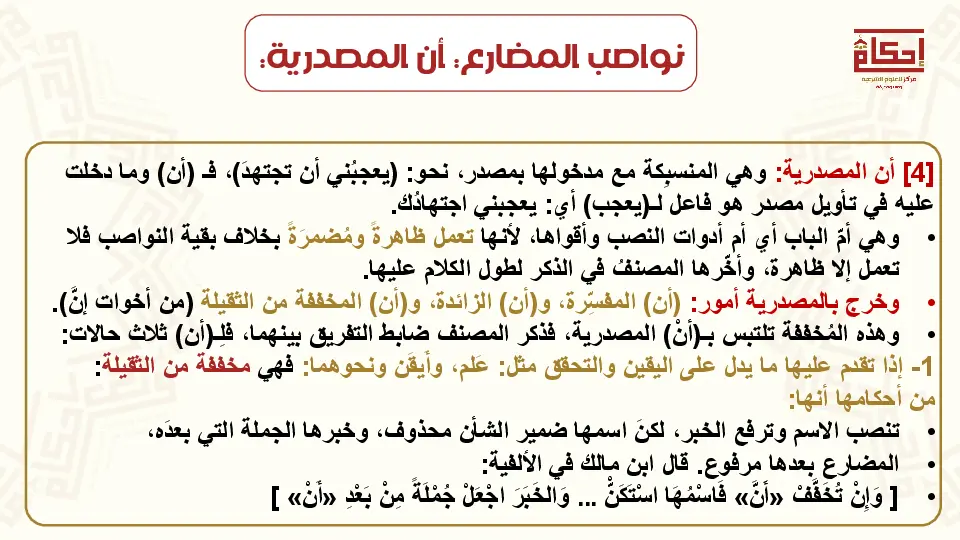 إحكام
مركز للعلوم الشرعية
نواصب المضارع: أن المصدرية:
[4] أن المصدرية: وهي المنسبِكة مع مدخولها بمصدر، نحو: (يعجبُني أن تجتهدَ)، فـ (أن) وما دخلت
عليه في تأويل مصدر هو فاعل لـ(يعجب) أي: يعجبني اجتهادُك.
• وهي أمّ الباب أي أم أدوات النصب وأقواها، لأنها تعمل ظاهرةً ومُضمرَةً بخلاف بقية النواصب فلا
تعمل إلا ظاهرة، وأخّرها المصنفُ في الذكر لطول الكلام عليها.
• وخرج بالمصدرية أمور: (أن) المفسِّرة، و(أن) الزائدة، و(أن) المخففة من الثقيلة (من أخوات إنَّ).
• وهذه المُخففة تلتبس بـ(أنْ) المصدرية، فذكر المصنف ضابط التفريق بينهما، فلِـ(أن) ثلاث حالات:
1- إذا تقدم عليها ما يدل على اليقين والتحقق مثل: عَلم، وأيقَن ونحوهما: فهي مخففة من الثقيلة:
من أحكامها أنها:
• تنصب الاسم وترفع الخبر، لكنَ اسمها ضمير الشأن محذوف، وخبرها الجملة التي بعدَه،
• المضارع بعدها مرفوع. قال ابن مالك في الألفية:
• [ وَإِنْ تُخَفَّفْ «أَنَّ» فَاسْمُهَا اسْتَكَنّْ ... وَالخَبَرَ اجْعَلْ جُمْلَةً مِنْ بَعْدِ «أَنْ» ]